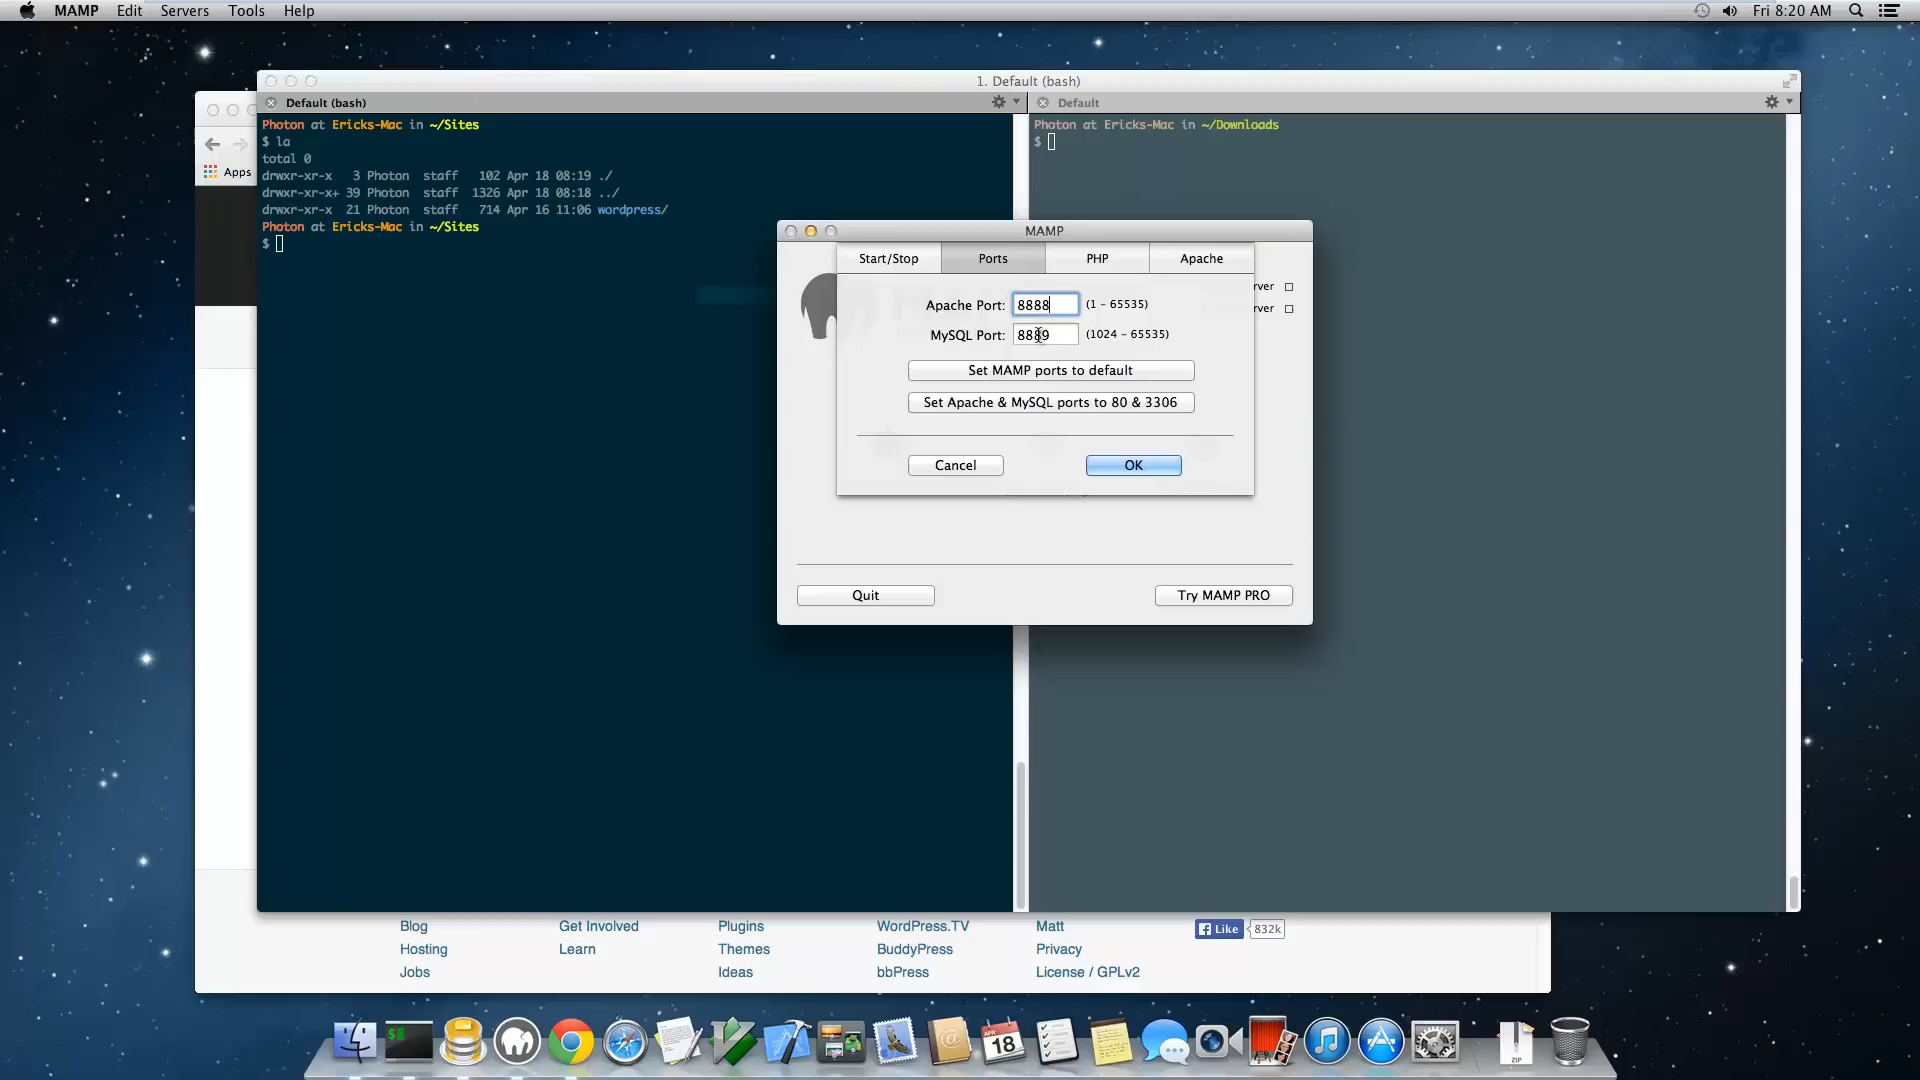 MAMP Edit Servers Tools Help
Fri 8:20 AM
1. Default (bash)
Default (bash)
Default
Photon at Ericks-Mac in ~/Sites
$ la
total 0
drwxr-xr-x 3 Photon staff 102 Apr 18 08:19 ./
drwxr-xr-x+ 39 Photon staff 1326 Apr 18 08:18 ../
drwxr-xr-x 21 Photon staff 714 Apr 16 11:06 wordpress/
Photon at Ericks-Mac in ~/Sites
$
Photon at Ericks-Mac in ~/Downloads
$
Apps
MAMP
Start/Stop Ports PHP Apache
rver
rver
Apache Port: 8888 (1 - 65535)
MySQL Port: 8889 (1024 - 65535)
Set MAMP ports to default
Set Apache & MySQL ports to 80 & 3306
Cancel OK
Quit Try MAMP PRO
Blog Get Involved Plugins WordPress.TV Matt Like 832k
Hosting Learn Themes BuddyPress Privacy
Jobs Ideas bbPress License / GPLv2
$
APR
18
ZIP